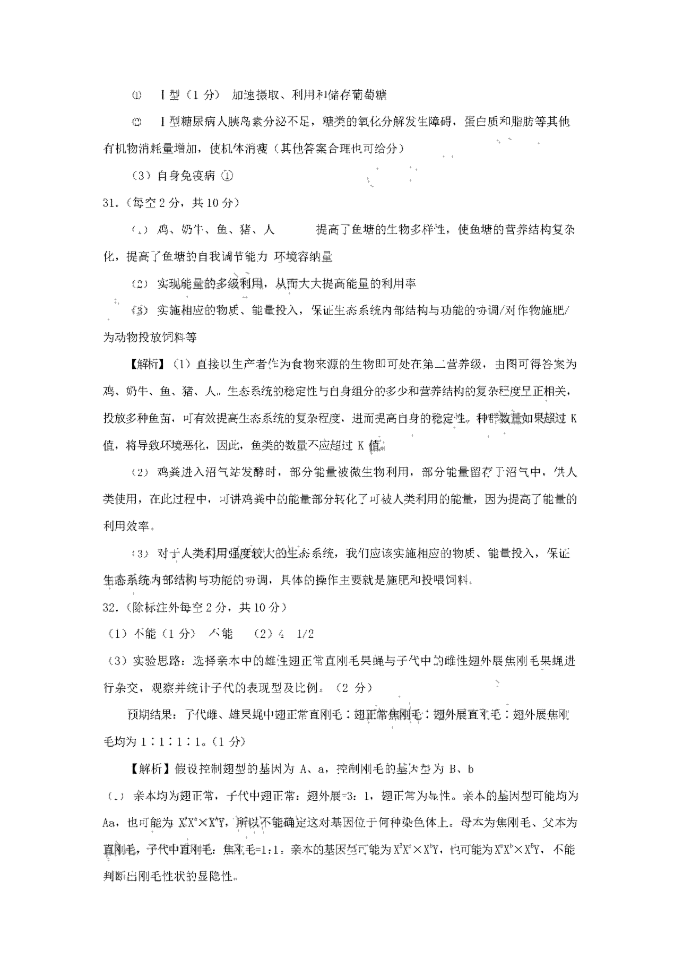 ① Ⅰ型（1 分） 加速摄取、利用和储存葡萄糖
② Ⅰ型糖尿病人胰岛素分泌不足，糖类的氧化分解发生障碍，蛋白质和脂肪等其他
有机物消耗量增加，使机体消瘦（其他答案合理也可给分）
（3）自身免疫病 ①
31.（每空 2 分，共 10 分）
鸡、奶牛、鱼、猪、人 提高了鱼塘的生物多样性，使鱼塘的营养结构复杂
化，提高了鱼塘的自我调节能力 环境容纳量
（2） 实现能量的多级利用，从而大大提高能量的利用率
（3） 实施相应的物质、能量投入，保证生态系统内部结构与功能的协调/对作物施肥/
为动物投放饲料等
【解析】（1）直接以生产者作为食物来源的生物即可处在第二营养级，由图可得答案为
鸡、奶牛、鱼、猪、人。生态系统的稳定性与自身组分的多少和营养结构的复杂程度呈正相关，
投放多种鱼苗，可有效提高生态系统的复杂程度，进而提高自身的稳定性。种群数量如果超过 K
值，将导致环境恶化，因此，鱼类的数量不应超过 K 值。
（2） 鸡粪进入沼气站发酵时，部分能量被微生物利用，部分能量留存于沼气中，供人
类使用，在此过程中，可讲鸡粪中的能量部分转化了可被人类利用的能量，因为提高了能量的
利用效率。
（3） 对于人类利用强度较大的生态系统，我们应该实施相应的物质、能量投入，保证
生态系统内部结构与功能的协调，具体的操作主要就是施肥和投喂饲料。
32.（除标注外每空 2 分，共 10 分）
（1）不能（1 分） 不能 （2）4 1/2
（3）实验思路：选择亲本中的雄性翅正常直刚毛果蝇与子代中的雌性翅外展焦刚毛果蝇进
行杂交，观察并统计子代的表现型及比例。（2 分）
预期结果：子代雌、雄果蝇中翅正常直刚毛∶翅正常焦刚毛∶翅外展直刚毛∶翅外展焦刚
毛均为 1∶1∶1∶1。（1 分）
【解析】假设控制翅型的基因为 A、a，控制刚毛的基因型为 B、b
亲本均为翅正常，子代中翅正常：翅外展=3：1，翅正常为显性。亲本的基因型可能均为
Aa，也可能为 XᴬXᵃ×XᴬY，所以不能确定这对基因位于何种染色体上。母本为焦刚毛、父本为
直刚毛，子代中直刚毛：焦刚毛=1：1。亲本的基因型可能为 也可能为 不能
判断出刚毛性状的显隐性。